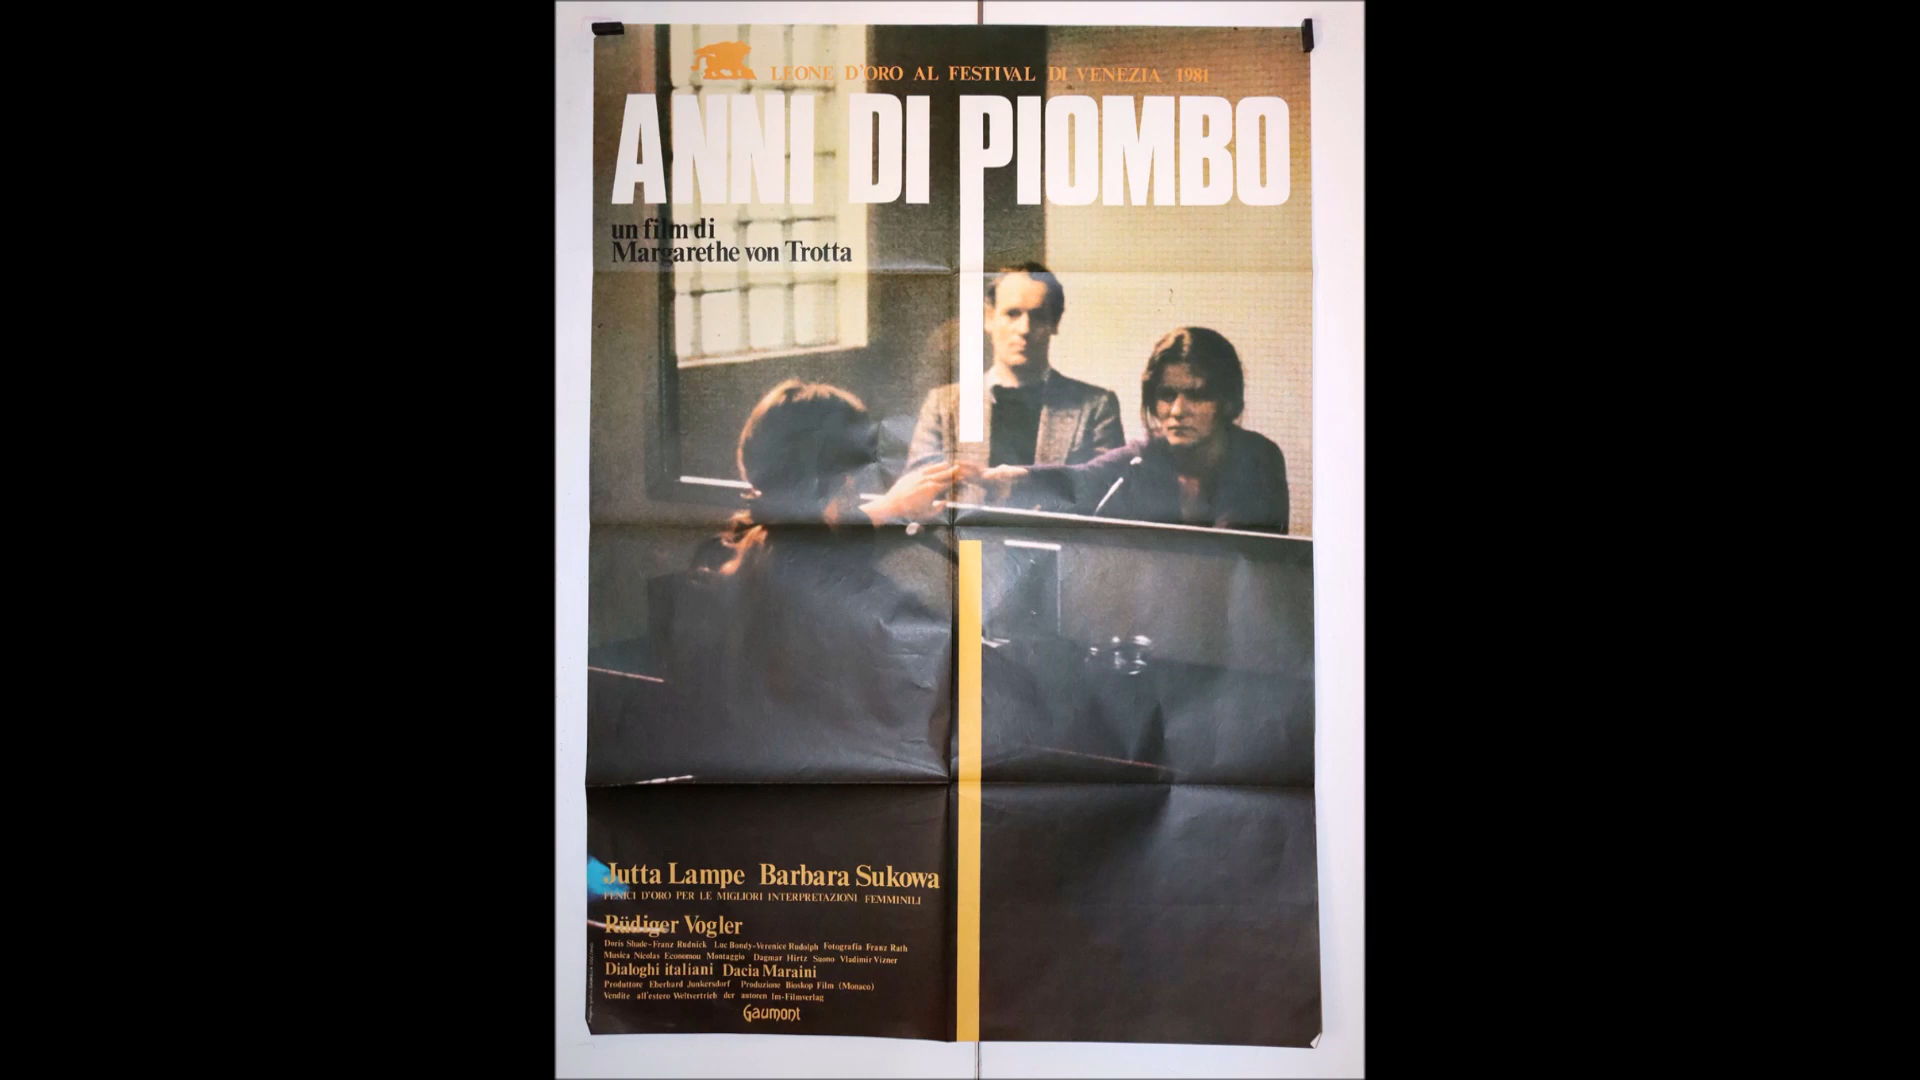 LEONE D'ORO AL FESTIVAL DI VENEZIA 1981
ANNI DI PIOMBO
un film di
Margarethe von Trotta
Jutta Lampe Barbara Sukowa
FENICI D'ORO PER LE MIGLIORI INTERPRETAZIONI FEMMINILI
Rüdiger Vogler
Doris Shade-Franz Rudnick Luc Bondy-Verenice Rudolph Fotografia Franz Rath
Musica Nicolas Economou Montaggio Dagmar Hirtz Suono Vladimir Vizner
Dialoghi italiani Dacia Maraini
Produttore Eberhard Junkersdorf Produzione Bioskop Film (Monaco)
Vendite all'estero Weltvertrieb der autoren Im-Filmverlag
Gaumont